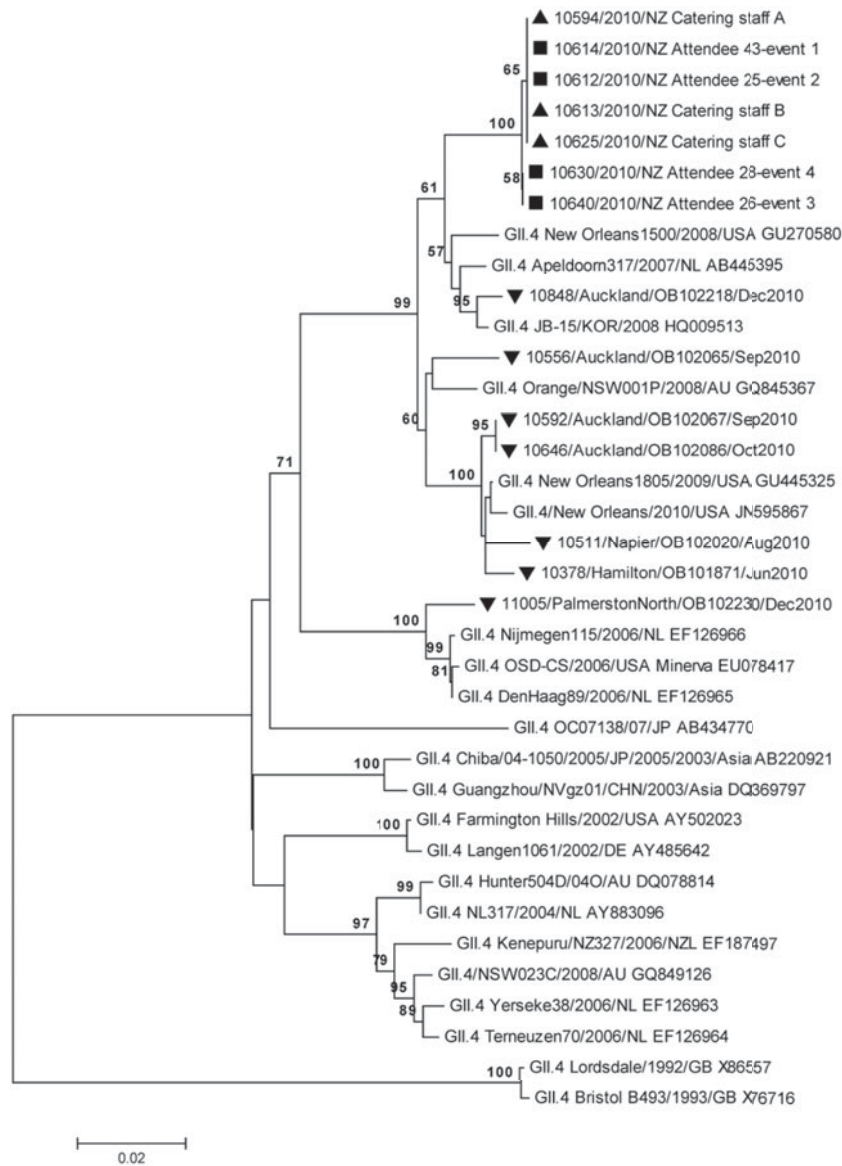 ▲ 10594/2010/NZ Catering staff A
■ 10614/2010/NZ Attendee 43-event 1
65
■ 10612/2010/NZ Attendee 25-event 2
▲ 10613/2010/NZ Catering staff B
100
▲ 10625/2010/NZ Catering staff C
■ 10630/2010/NZ Attendee 28-event 4
58
61
■ 10640/2010/NZ Attendee 26-event 3
GII.4 New Orleans1500/2008/USA GU270580
57
GII.4 Apeldoorn317/2007/NL AB445395
▼ 10848/Auckland/OB102218/Dec2010
99
95
GII.4 JB-15/KOR/2008 HQ009513
▼ 10556/Auckland/OB102065/Sep2010
GII.4 Orange/NSW001P/2008/AU GQ845367
60
95
▼ 10592/Auckland/OB102067/Sep2010
▼ 10646/Auckland/OB102086/Oct2010
71
100
GII.4 New Orleans1805/2009/USA GU445325
GII.4/New Orleans/2010/USA JN595867
▼ 10511/Napier/OB102020/Aug2010
▼ 10378/Hamilton/OB101871/Jun2010
▼ 11005/PalmerstonNorth/OB102230/Dec2010
100
GII.4 Nijmegen115/2006/NL EF126966
99
GII.4 OSD-CS/2006/USA Minerva EU078417
81
GII.4 DenHaag89/2006/NL EF126965
GII.4 OC07138/07/JP AB434770
GII.4 Chiba/04-1050/2005/JP/2005/2003/Asia AB220921
100
GII.4 Guangzhou/NVgz01/CHN/2003/Asia DQ369797
GII.4 Farmington Hills/2002/USA AY502023
100
GII.4 Langen1061/2002/DE AY485642
GII.4 Hunter504D/04O/AU DQ078814
99
GII.4 NL317/2004/NL AY883096
97
GII.4 Kenepuru/NZ327/2006/NZL EF187497
79
GII.4/NSW023C/2008/AU GQ849126
95
GII.4 Yerseke38/2006/NL EF126963
89
GII.4 Terneuzen70/2006/NL EF126964
GII.4 Lordsdale/1992/GB X86557
100
GII.4 Bristol B493/1993/GB X76716
0.02